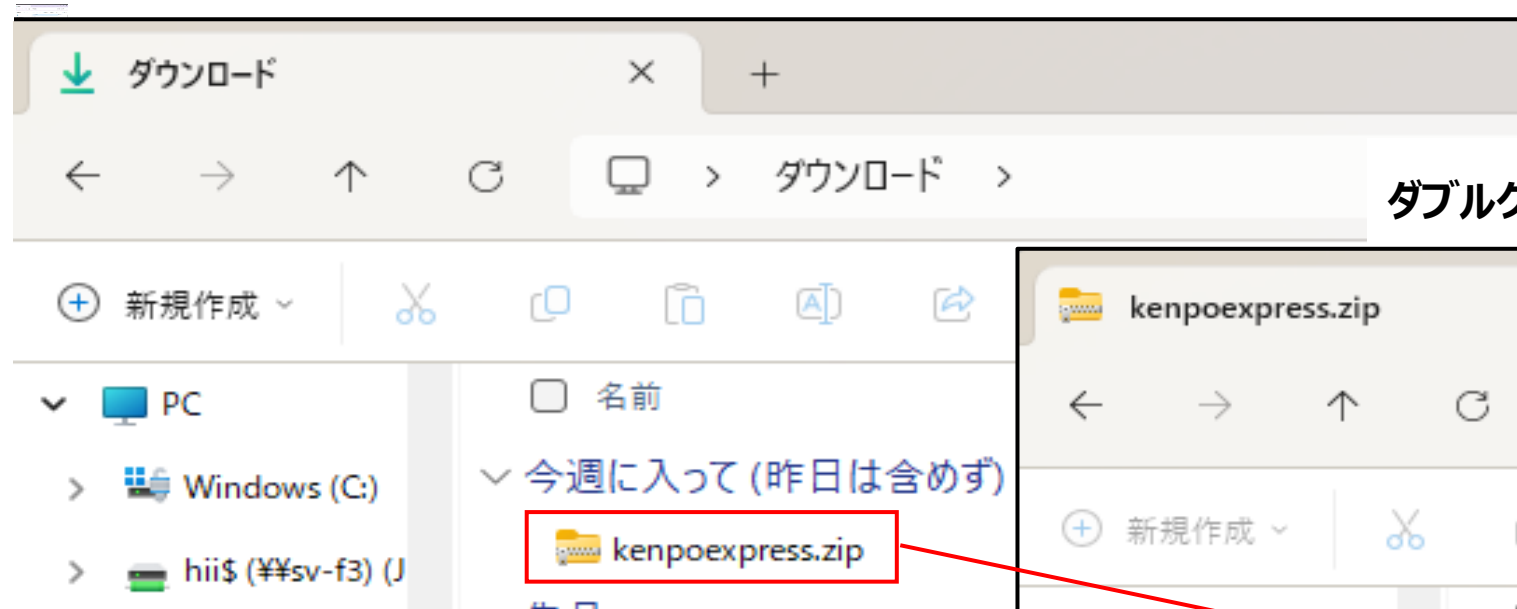 ダウンロード
ダウンロード
ダブルク
新規作成
kenpoexpress.zip
PC
名前
Windows (C:)
今週に入って (昨日は含めず)
新規作成
kenpoexpress.zip
hii$ (¥¥sv-f3) (J